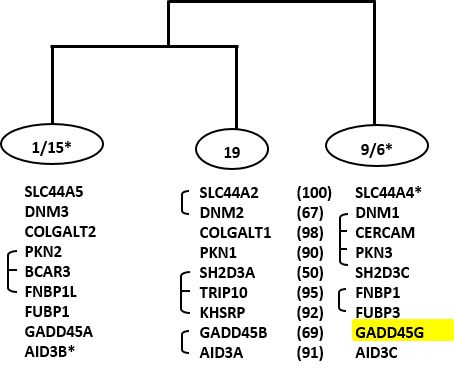 1/15* 19 9/6*
SLC44A5 SLC44A2 (100) SLC44A4*
DNM3 DNM2 (67) DNM1
COLGALT2 COLGALT1 (98) CERCAM
PKN2 PKN1 (90) PKN3
BCAR3 SH2D3A (50) SH2D3C
FNBP1L TRIP10 (95) FNBP1
FUBP1 KHSRP (92) FUBP3
GADD45A GADD45B (69) GADD45G
AID3B* AID3A (91) AID3C